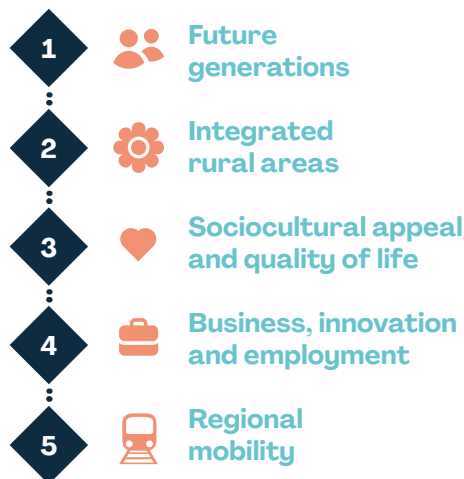 1
Future
generations
2
Integrated
rural areas
3
Sociocultural appeal
and quality of life
4
Business, innovation
and employment
5
Regional
mobility